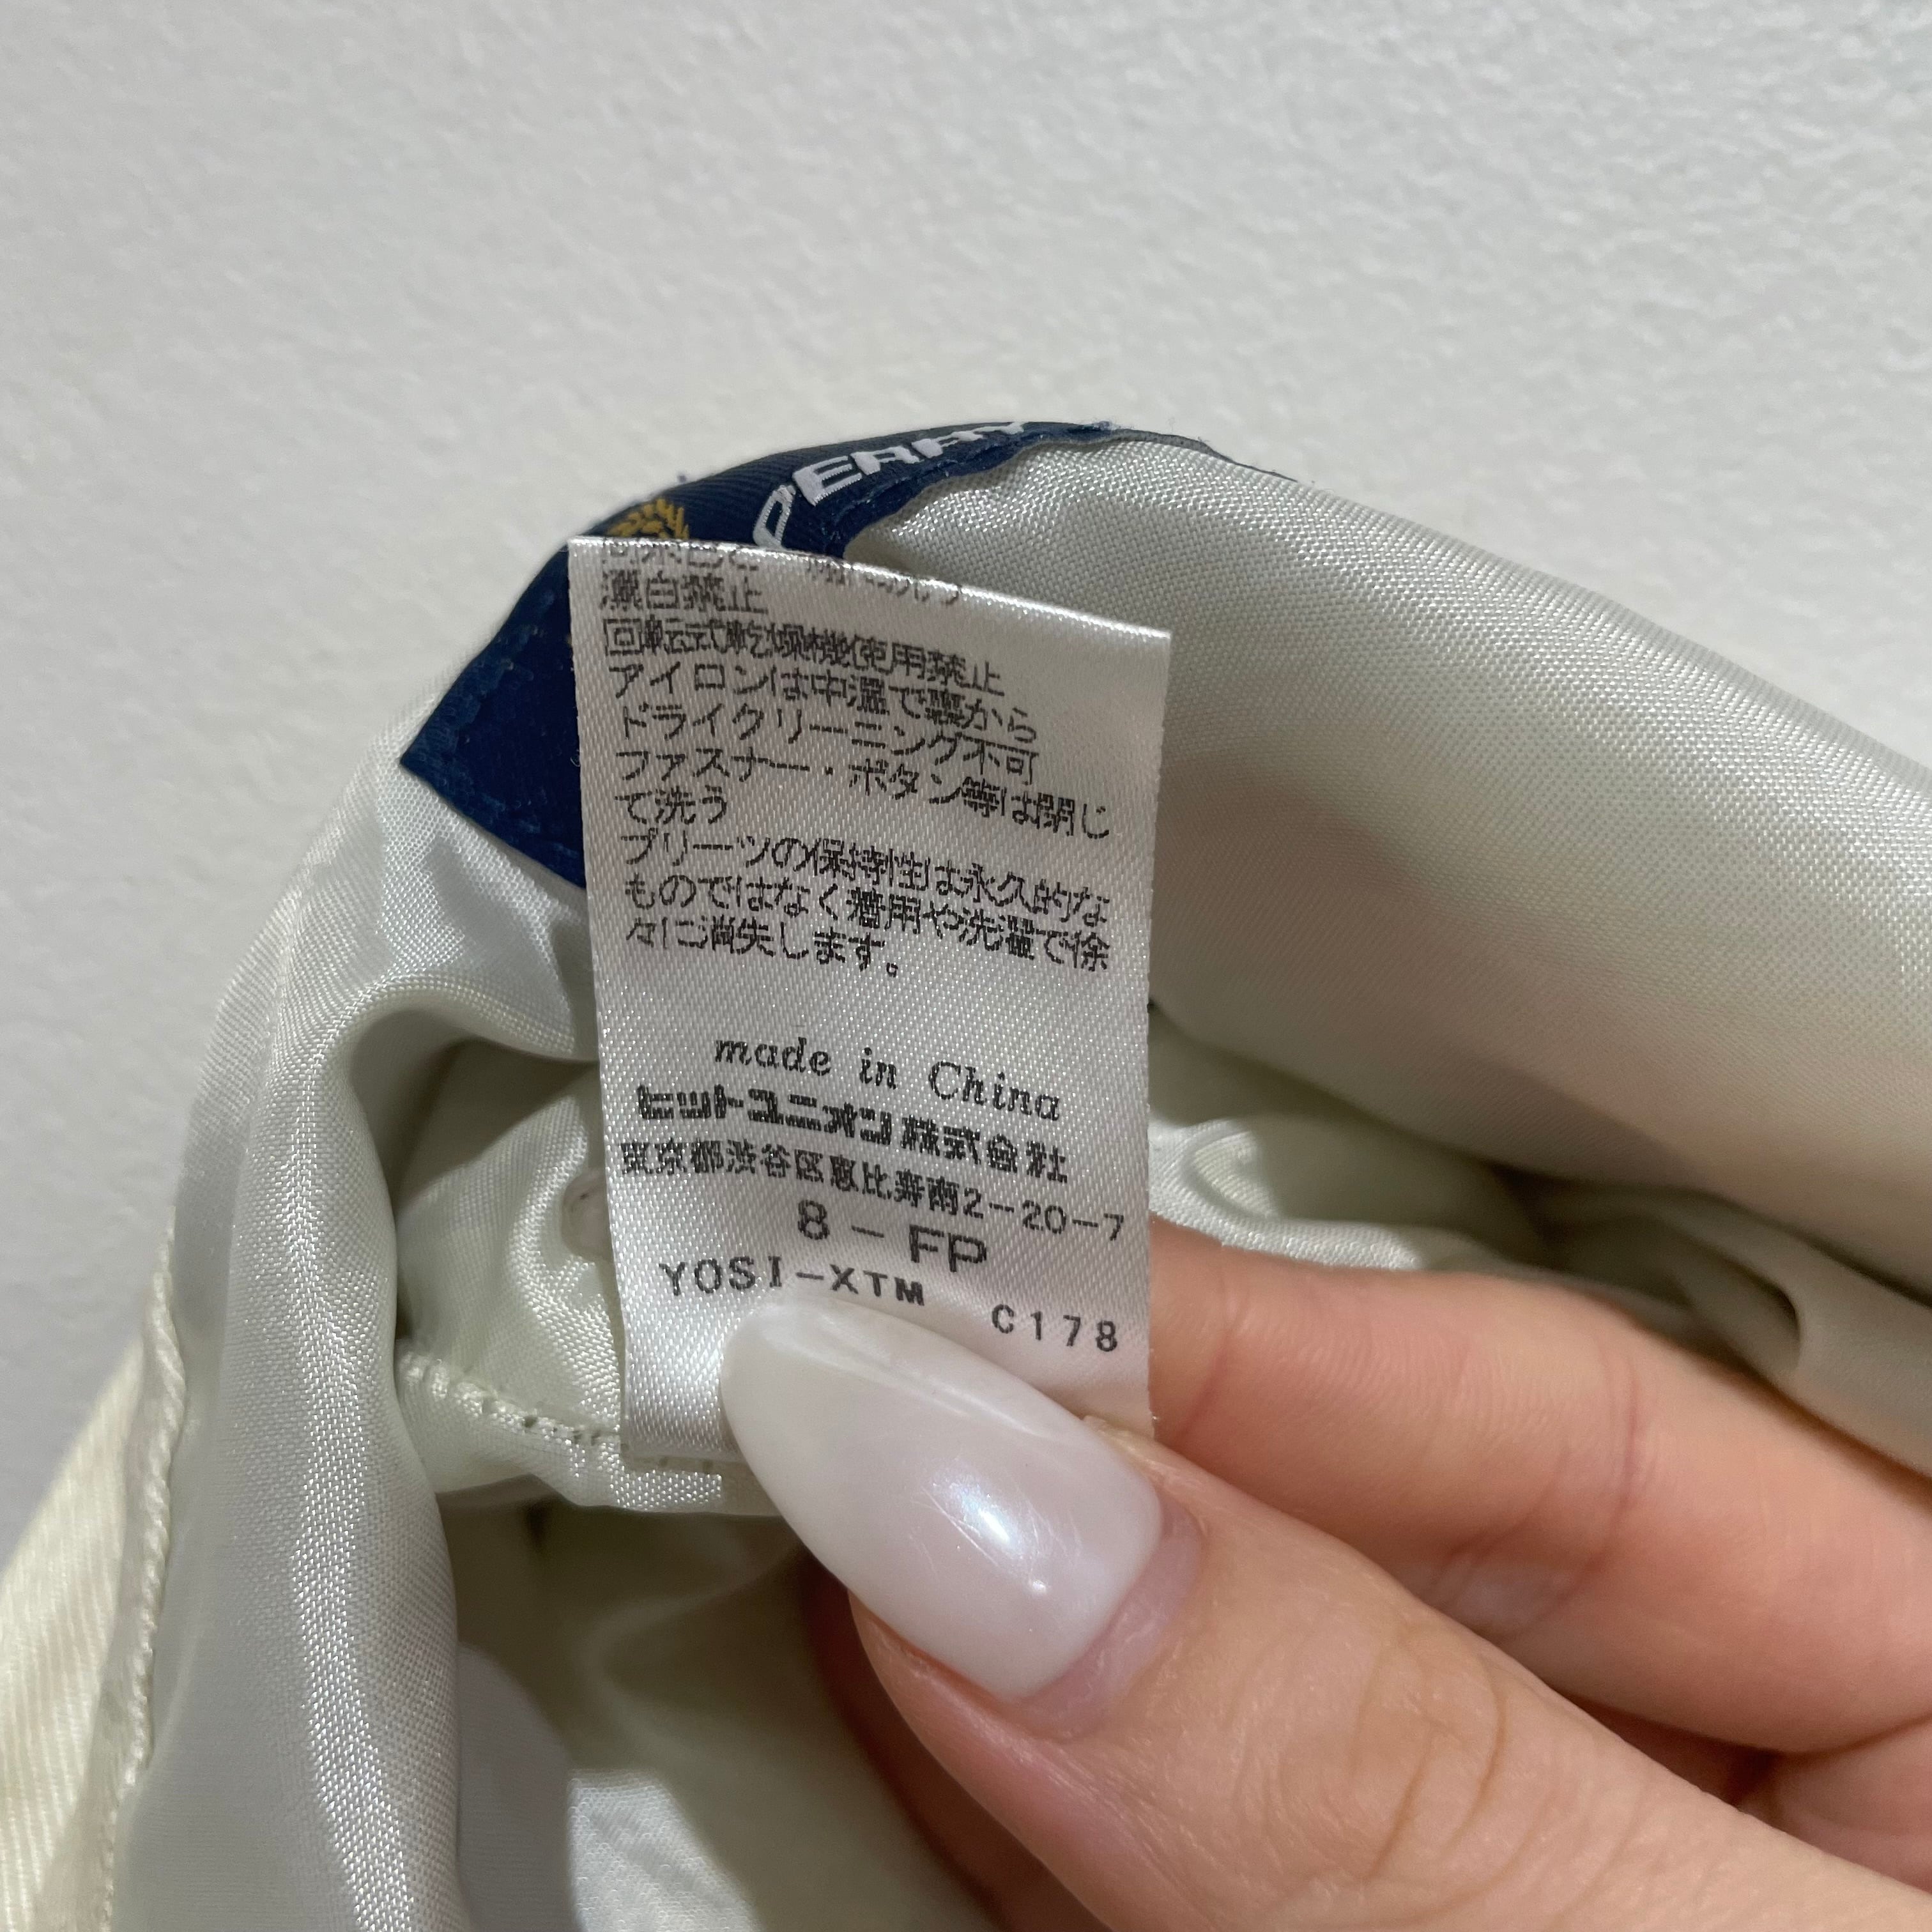 PERRY
漂白禁止
回転式乾燥機使用禁止
アイロンは中温で裏から
ドライクリーニング不可
ファスナー・ボタン等は閉じ
て洗う
プリーツの保持性は永久的な
ものではなく着用や洗濯で徐
々に消失します。
made in China
ヒットユニオン株式会社
東京都渋谷区恵比寿南2-20-7
8-FP
YOSI-XTM C178